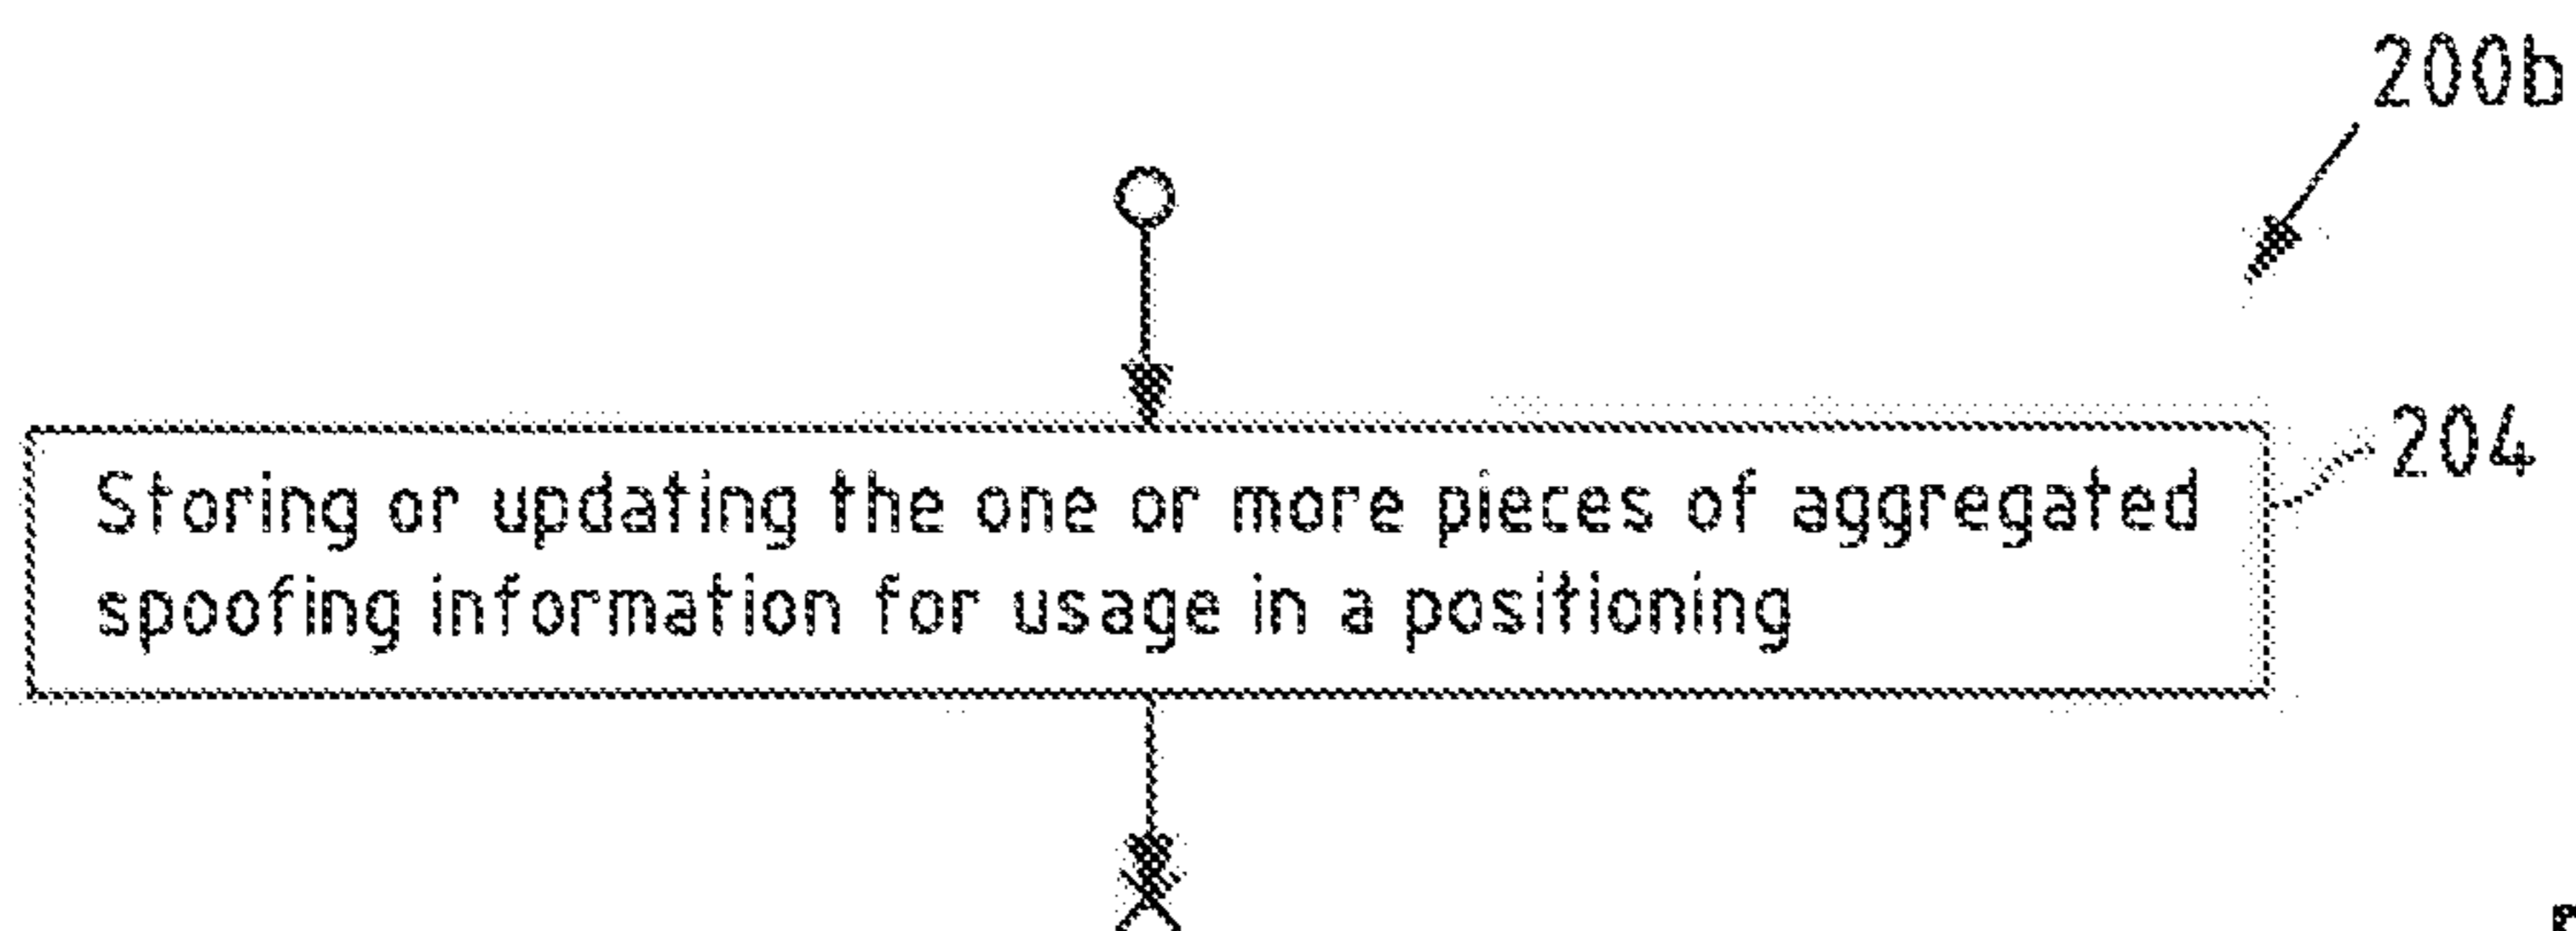 200b
204
Storing or updating the one or more pieces of aggregated
spoofing information for usage in a positioning